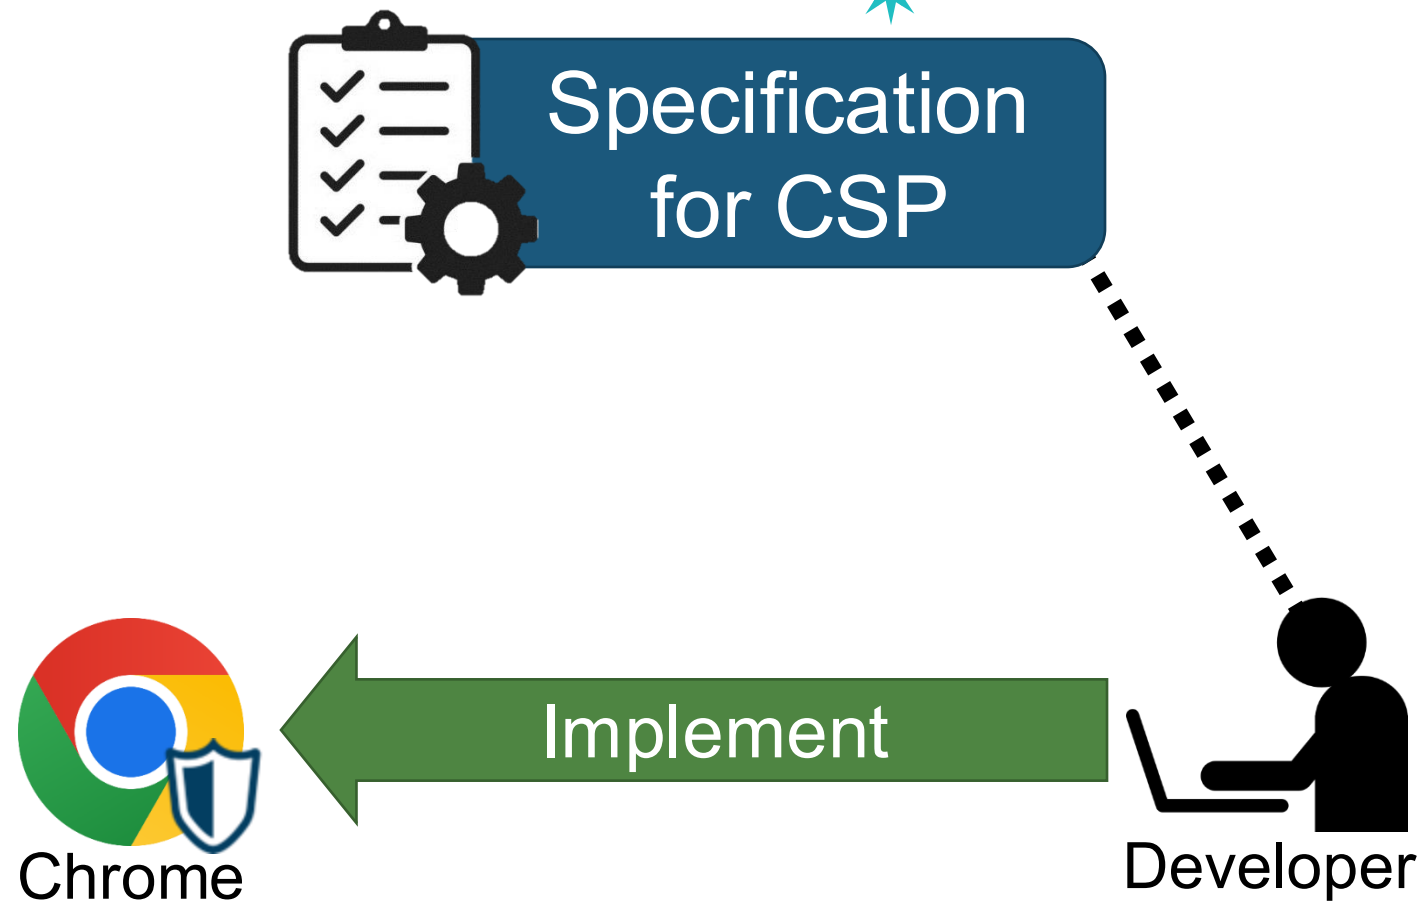 Specification
for CSP
Implement
Chrome
Developer